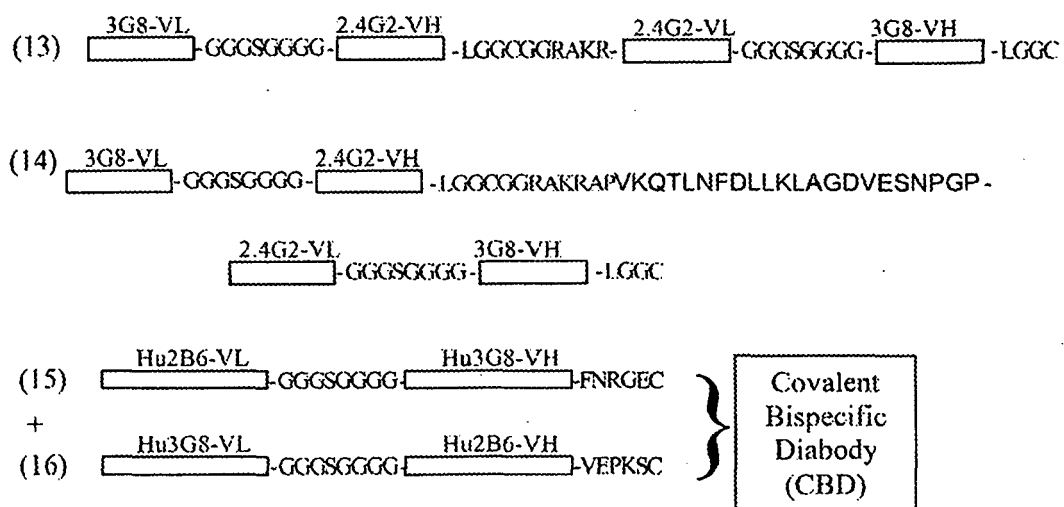 3G8-VL 2.4G2-VH 2.4G2-VL 3G8-VH
(13) -GGGSGGGG- -LGGCGGRAKR- -GGGSGGGG- -LGGC
3G8-VL 2.4G2-VH
(14) -GGGSGGGG- -LGGCGGRAKRAPVKQTLNFDLLKLAGDVESNPGP-
2.4G2-VL 3G8-VH
-GGGSGGGG- -LGGC
Hu2B6-VL Hu3G8-VH
(15) -GGGSGGGG- -FNRGEC
+
Hu3G8-VL Hu2B6-VH
(16) -GGGSGGGG- -VEPKSC
Covalent
Bispecific
Diabody
(CBD)